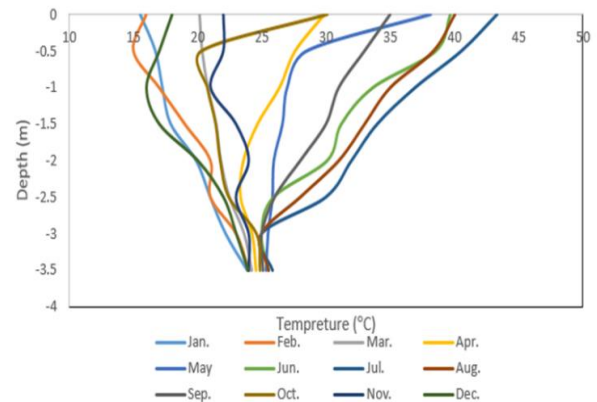 10 15 20 25 30 35 40 45 50
0
-0.5
-1
-1.5
-2
-2.5
-3
-3.5
-4
Depth (m)
Tempreture (°C)
Jan. Feb. Mar. Apr.
May Jun. Jul. Aug.
Sep. Oct. Nov. Dec.